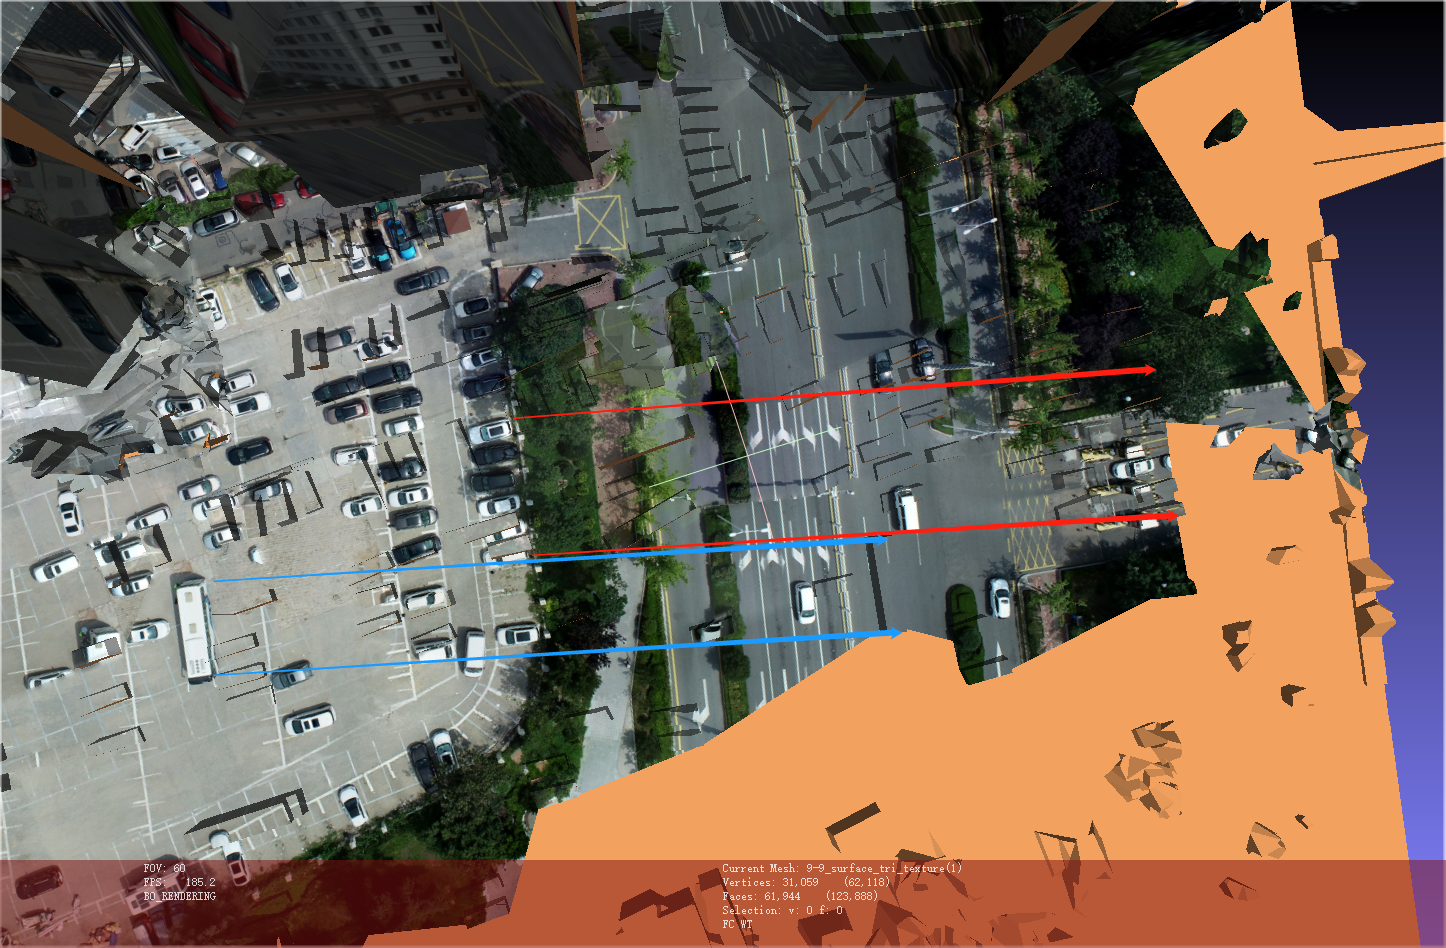 FOV: 60
FPS: 185.2
BO_RENDERING
Current Mesh: 9-9_surface_tri_texture(1)
Vertices: 31,059 (62,118)
Faces: 61,944 (123,888)
Selection: v: 0 f: 0
FC WT